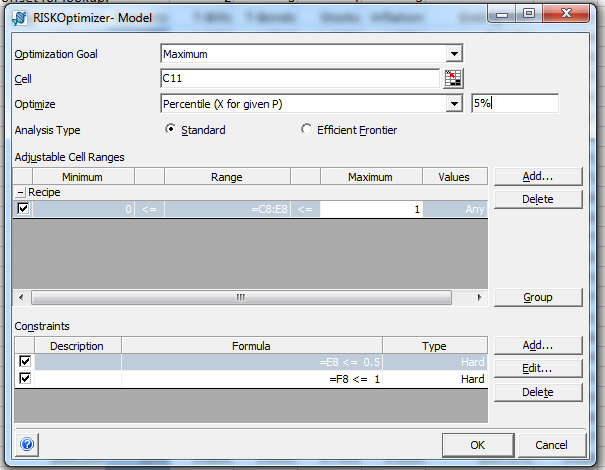 RISKOptimizer- Model
Optimization Goal Maximum
Cell C11
Optimize Percentile (X for given P) 5%
Analysis Type Standard Efficient Frontier
Adjustable Cell Ranges
Minimum Range Maximum Values Add...
Recipe
0 <= =C8:E8 <= 1 Any Delete
Group
Constraints
Description Formula Type Add...
=E8 <= 0.5 Hard
=F8 <= 1 Hard Edit...
Delete
OK Cancel